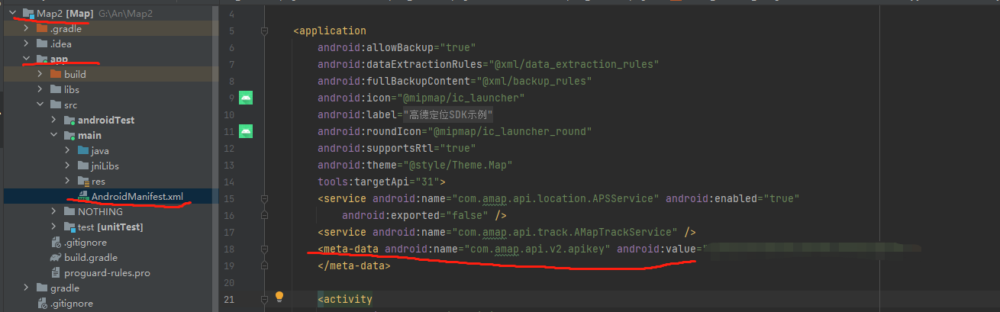 Map2 [Map] G:\An\Map2
.gradle
.idea
app
build
libs
src
androidTest
main
java
jniLibs
res
AndroidManifest.xml
NOTHING
test [unitTest]
.gitignore
build.gradle
proguard-rules.pro
gradle
.gitignore
4
5 <application
6 android:allowBackup="true"
7 android:dataExtractionRules="@xml/data_extraction_rules"
8 android:fullBackupContent="@xml/backup_rules"
9 android:icon="@mipmap/ic_launcher"
10 android:label="高德定位SDK示例"
11 android:roundIcon="@mipmap/ic_launcher_round"
12 android:supportsRtl="true"
13 android:theme="@style/Theme.Map"
14 tools:targetApi="31">
15 <service android:name="com.amap.api.location.APSService" android:enabled="true"
16 android:exported="false" />
17 <service android:name="com.amap.api.track.AMapTrackService" />
18 <meta-data android:name="com.amap.api.v2.apikey" android:value="
19 </meta-data>
20
21 <activity